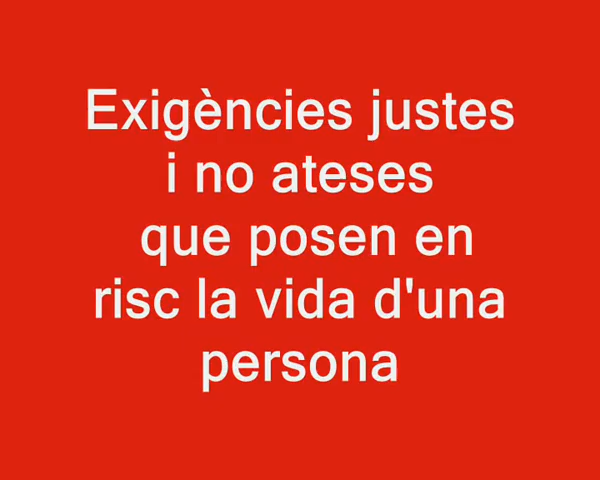 Exigències justes
i no ateses
que posen en
risc la vida d'una
persona